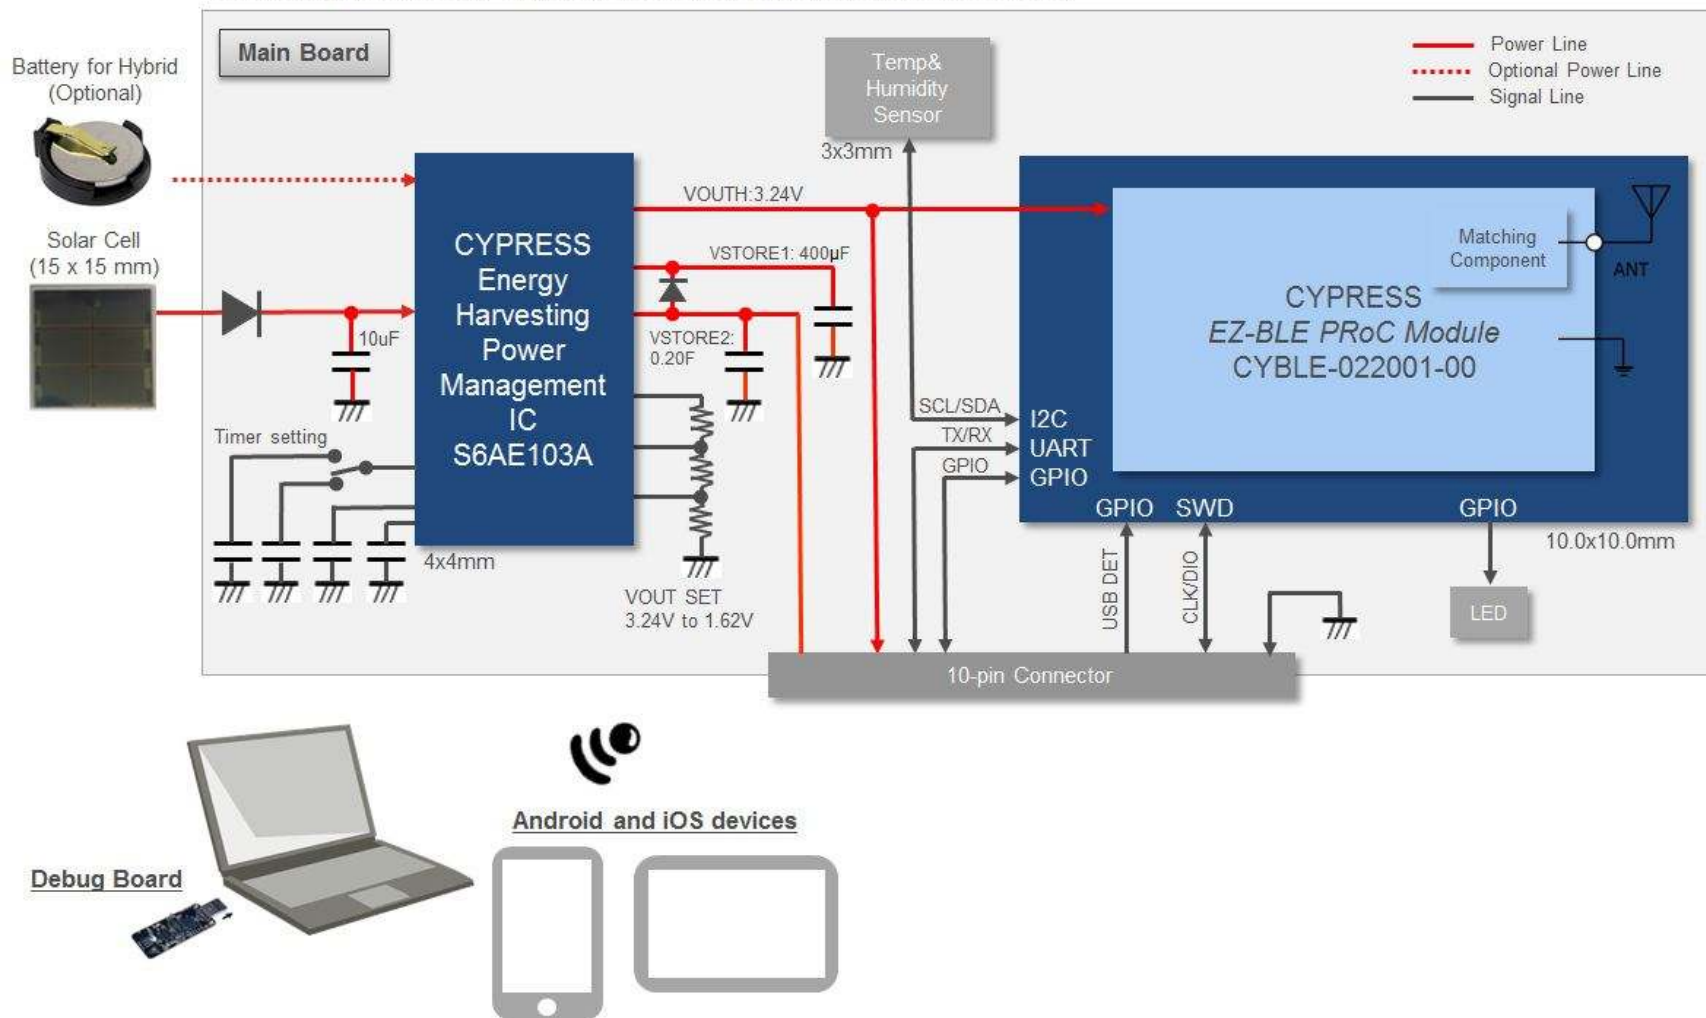 Main Board
Battery for Hybrid
(Optional)
Solar Cell
(15 x 15 mm)
10uF
Timer setting
CYPRESS
Energy
Harvesting
Power
Management
IC
S6AE103A
4x4mm
VOUTH:3.24V
VSTORE1: 400µF
VSTORE2:
0.20F
VOUT SET
3.24V to 1.62V
Temp&
Humidity
Sensor
3x3mm
Power Line
Optional Power Line
Signal Line
Matching
Component
ANT
CYPRESS
EZ-BLE PRoC Module
CYBLE-022001-00
SCL/SDA
I2C
TX/RX
UART
GPIO
GPIO
GPIO
SWD
GPIO
10.0x10.0mm
USB DET
CLK/DIO
LED
10-pin Connector
Android and iOS devices
Debug Board